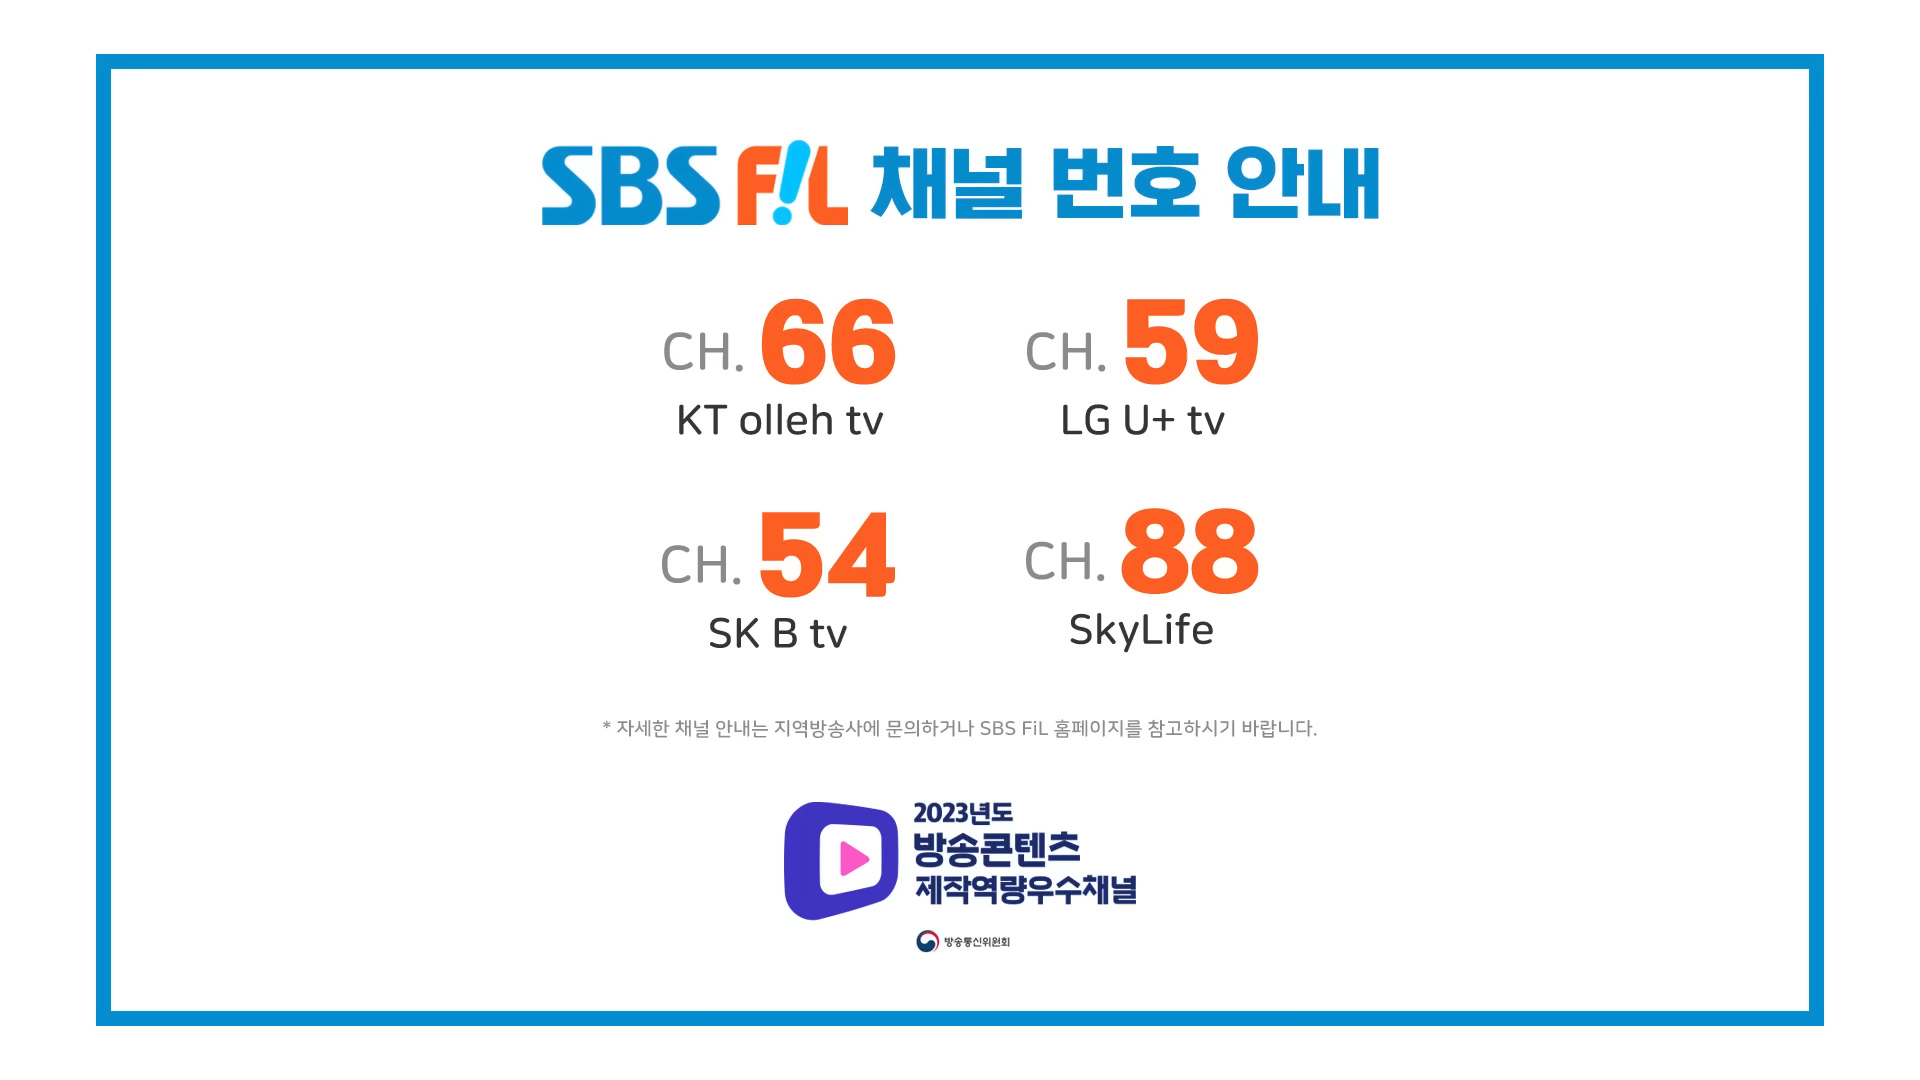 SBS F!L 채널 번호 안내
CH. 66
KT olleh tv
CH. 59
LG U+ tv
CH. 54
SK B tv
CH. 88
SkyLife
* 자세한 채널 안내는 지역방송사에 문의하거나 SBS FiL 홈페이지를 참고하시기 바랍니다.
2023년도
방송콘텐츠
제작역량우수채널
방송통신위원회